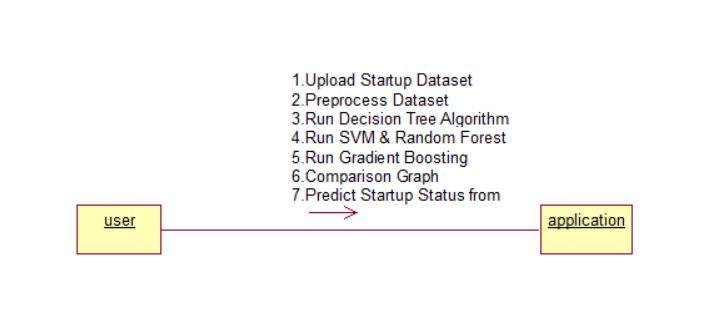 1.Upload Startup Dataset
2.Preprocess Dataset
3.Run Decision Tree Algorithm
4.Run SVM & Random Forest
5.Run Gradient Boosting
6.Comparison Graph
7.Predict Startup Status from
user
application